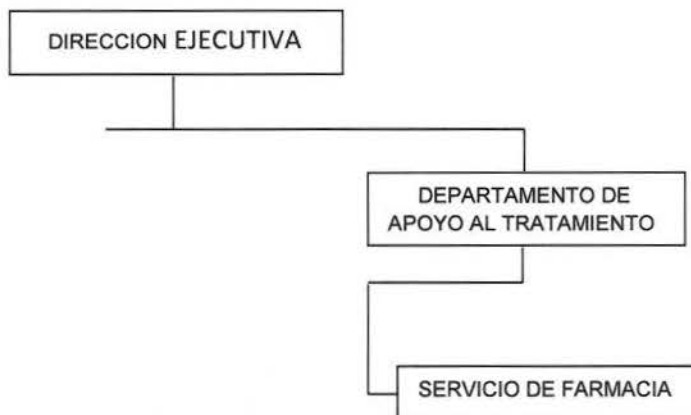 DIRECCION EJECUTIVA
DEPARTAMENTO DE
APOYO AL TRATAMIENTO
SERVICIO DE FARMACIA